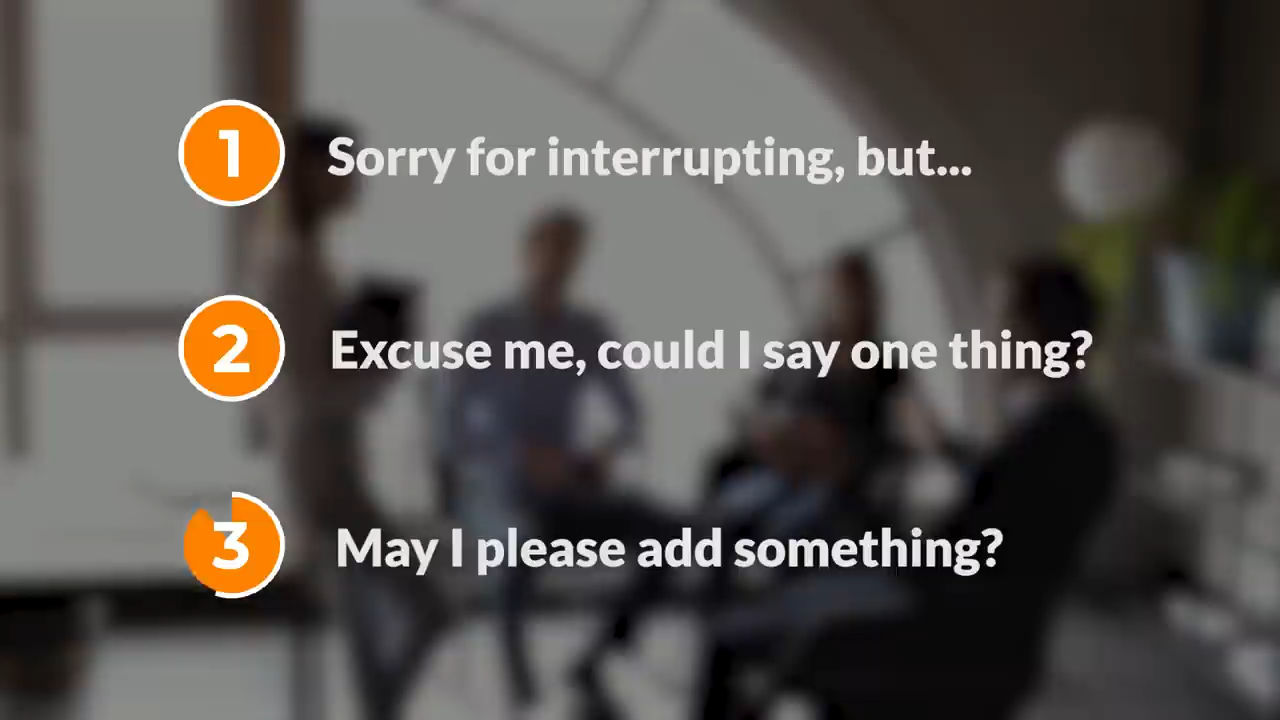 1 Sorry for interrupting, but...
2 Excuse me, could I say one thing?
3 May I please add something?